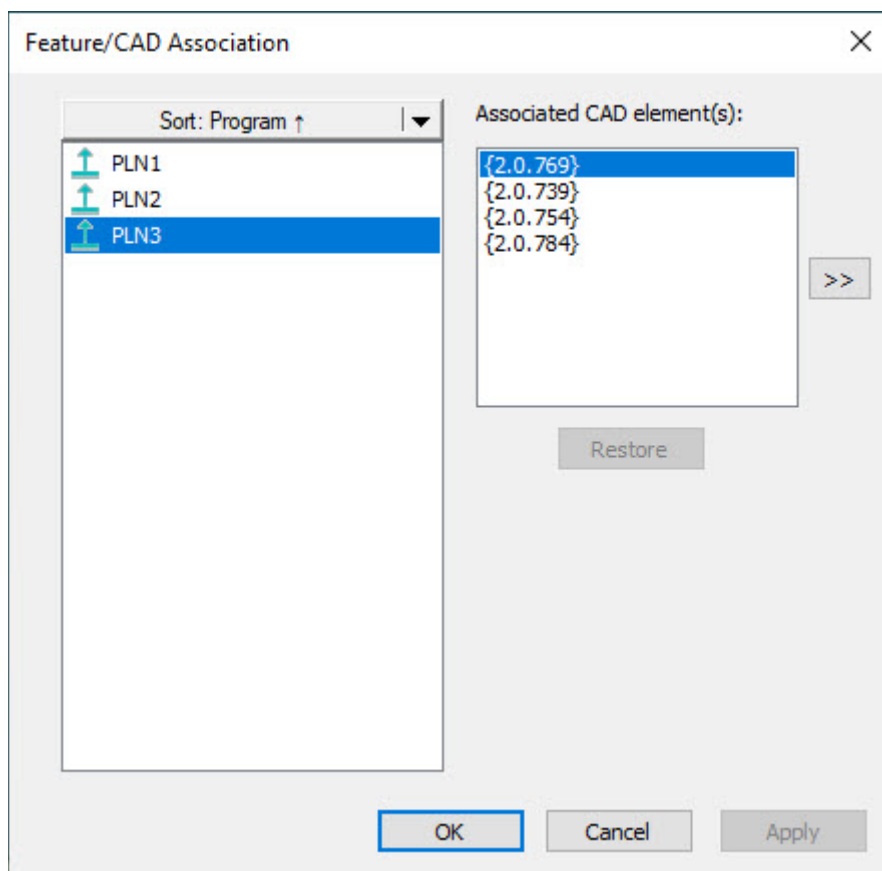 Feature/CAD Association
Sort: Program ↑
PLN1
PLN2
PLN3
Associated CAD element(s):
{2.0.769}
{2.0.739}
{2.0.754}
{2.0.784}
>>
Restore
OK
Cancel
Apply